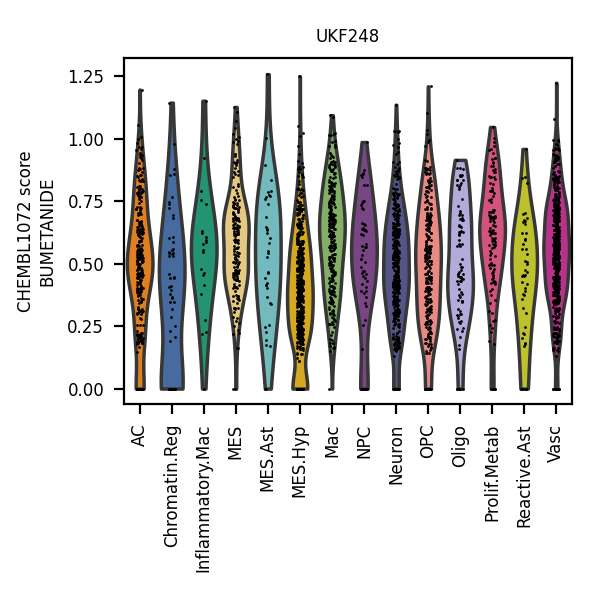 UKF248
CHEMBL1072 score
BUMETANIDE
1.25
1.00
0.75
0.50
0.25
0.00
AC
Chromatin.Reg
Inflammatory.Mac
MES
MES.Ast
MES.Hyp
Mac
NPC
Neuron
OPC
Oligo
Prolif.Metab
Reactive.Ast
Vasc